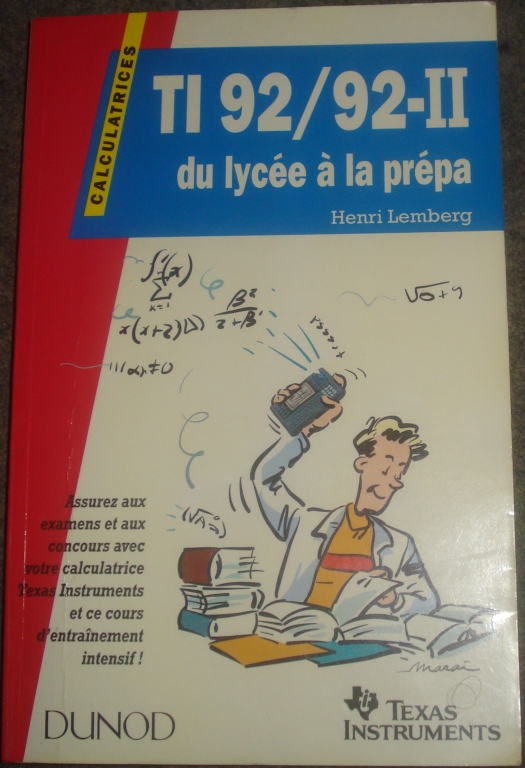 CALCULATRICES
TI 92/92-II
du lycée à la prépa
Henri Lemberg
Assurez aux
examens et aux
concours avec
votre calculatrice
Texas Instruments
et ce cours
d'entraînement
intensif !
DUNOD
TEXAS
INSTRUMENTS